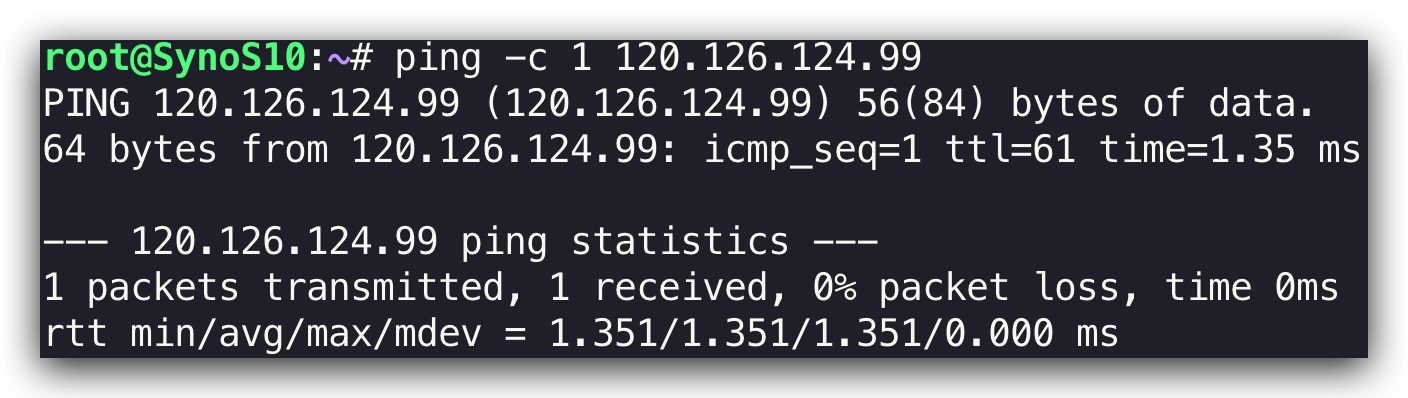 root@SynoS10:~# ping -c 1 120.126.124.99
PING 120.126.124.99 (120.126.124.99) 56(84) bytes of data.
64 bytes from 120.126.124.99: icmp_seq=1 ttl=61 time=1.35 ms
--- 120.126.124.99 ping statistics ---
1 packets transmitted, 1 received, 0% packet loss, time 0ms
rtt min/avg/max/mdev = 1.351/1.351/1.351/0.000 ms